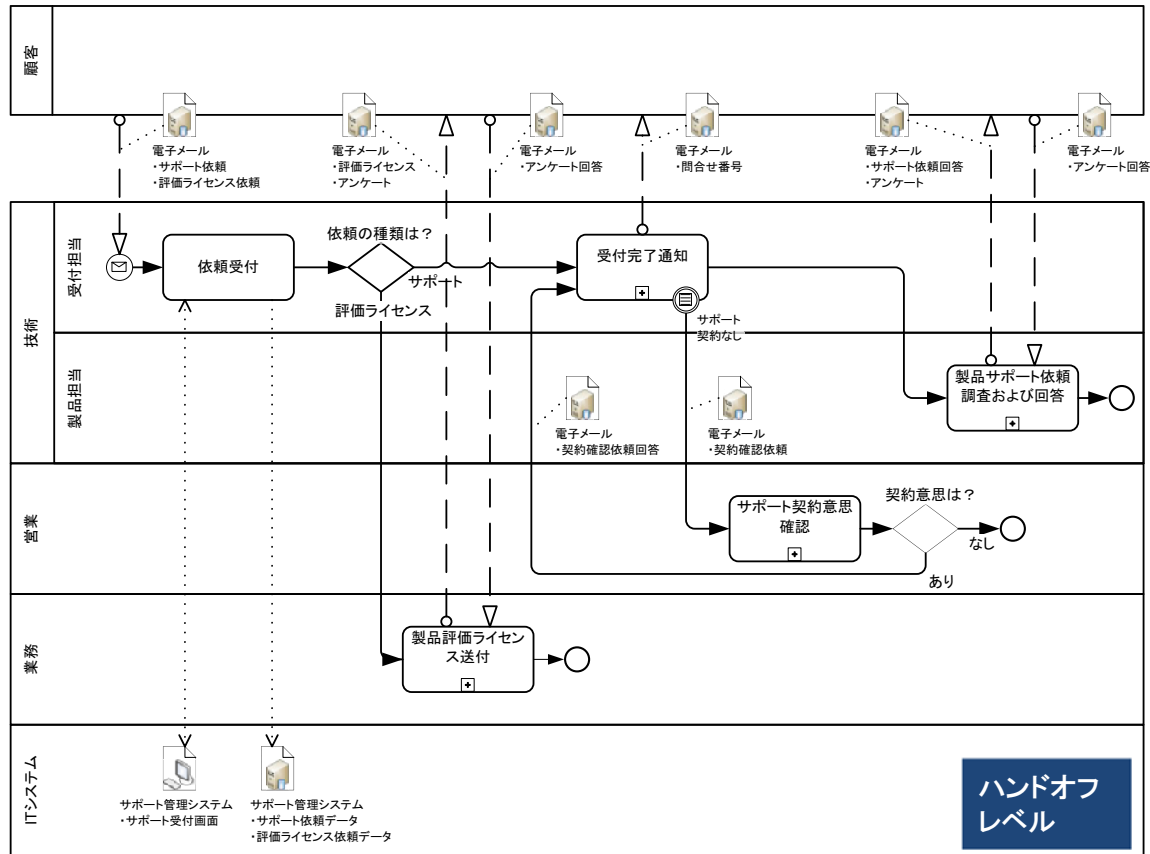 顧客
電子メール
・サポート依頼
・評価ライセンス依頼
電子メール
・評価ライセンス
・アンケート
電子メール
・アンケート回答
電子メール
・問合せ番号
電子メール
・サポート依頼回答
・アンケート
電子メール
・アンケート回答
技術
受付担当
依頼受付
依頼の種類は？
サポート
評価ライセンス
受付完了通知
サポート
契約なし
製品担当
電子メール
・契約確認依頼回答
電子メール
・契約確認依頼
製品サポート依頼
調査および回答
営業
サポート契約意思
確認
契約意思は？
なし
あり
業務
製品評価ライセン
ス送付
ITシステム
サポート管理システム
・サポート受付画面
サポート管理システム
・サポート依頼データ
・評価ライセンス依頼データ
ハンドオフ
レベル